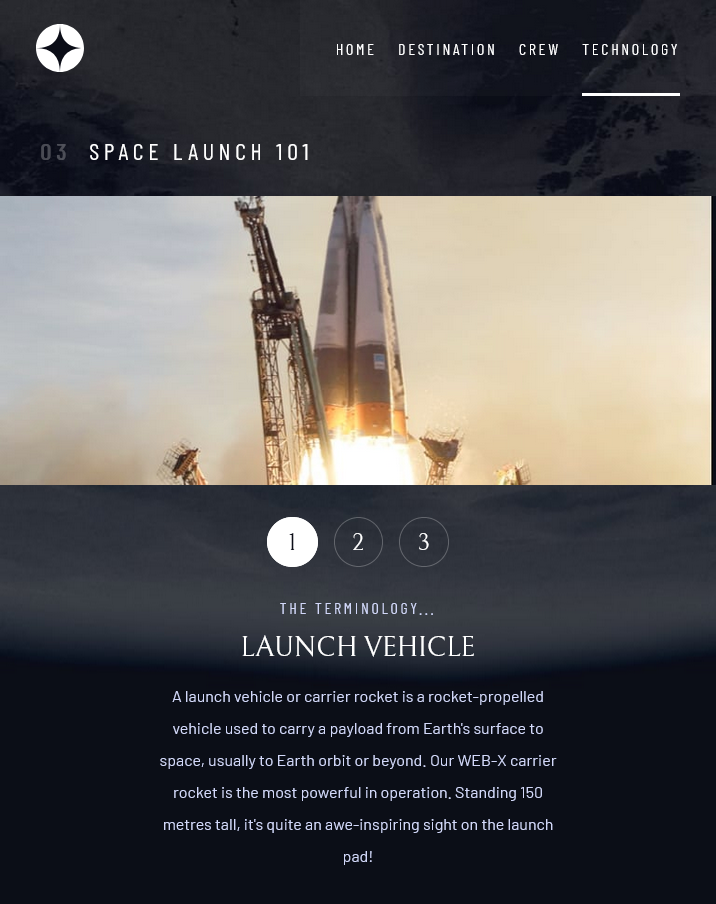 HOME DESTINATION CREW TECHNOLOGY
03 SPACE LAUNCH 101
1 2 3
THE TERMINOLOGY...
LAUNCH VEHICLE
A launch vehicle or carrier rocket is a rocket-propelled
vehicle used to carry a payload from Earth's surface to
space, usually to Earth orbit or beyond. Our WEB-X carrier
rocket is the most powerful in operation. Standing 150
metres tall, it's quite an awe-inspiring sight on the launch
pad!